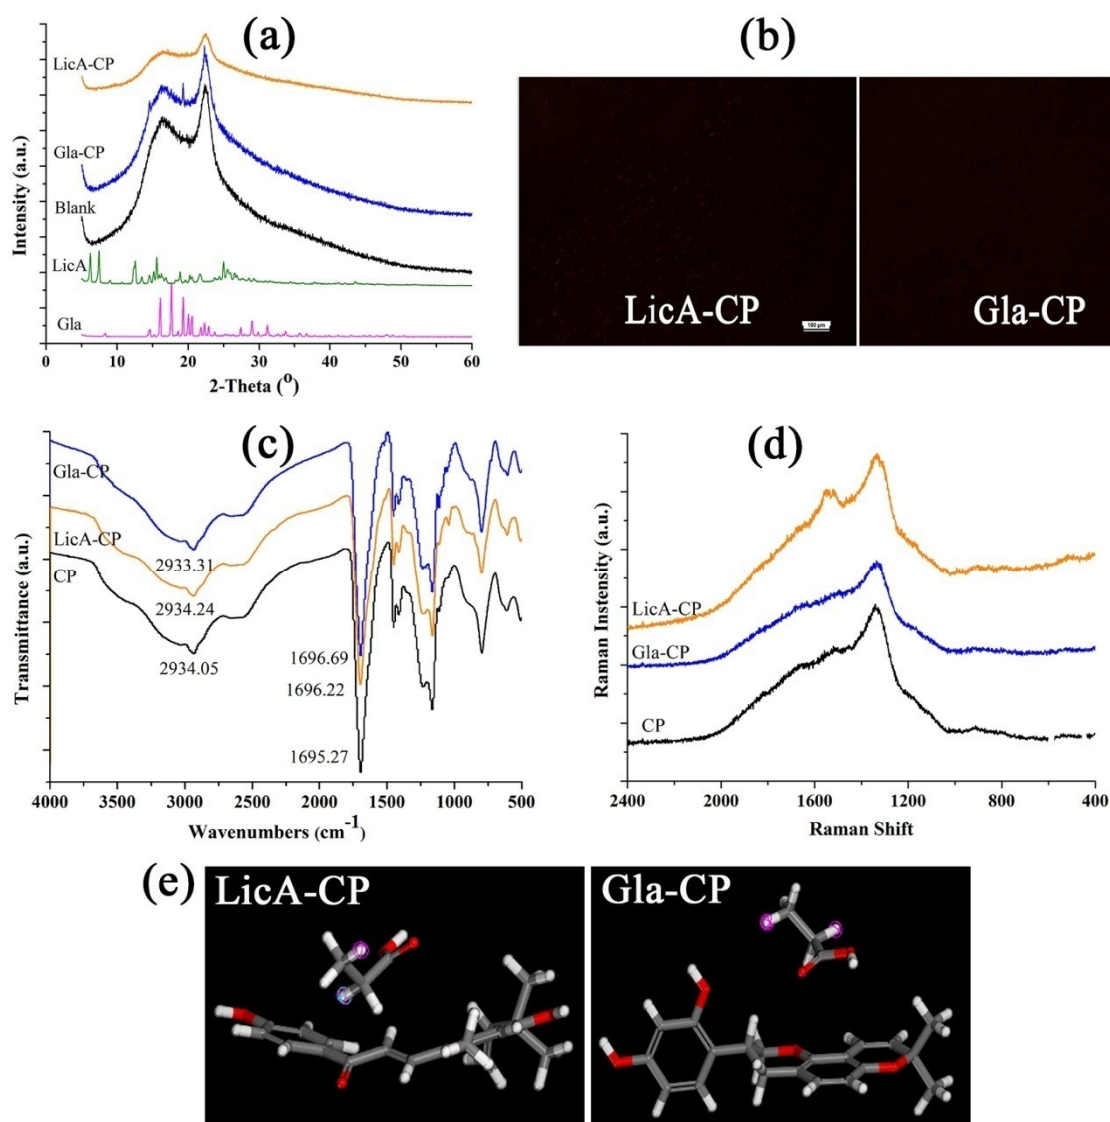 (a)
LicA-CP
Gla-CP
Blank
LicA
Gla
Intensity (a.u.)
0 10 20 30 40 50 60
2-Theta (°)
(b)
LicA-CP
100 μm
Gla-CP
(c)
Gla-CP
LicA-CP
CP
2933.31
2934.24
2934.05
1696.69
1696.22
1695.27
Transmittance (a.u.)
4000 3500 3000 2500 2000 1500 1000 500
Wavenumbers (cm-1)
(d)
LicA-CP
Gla-CP
CP
Raman Instensity (a.u.)
2400 2000 1600 1200 800 400
Raman Shift
(e)
LicA-CP
Gla-CP